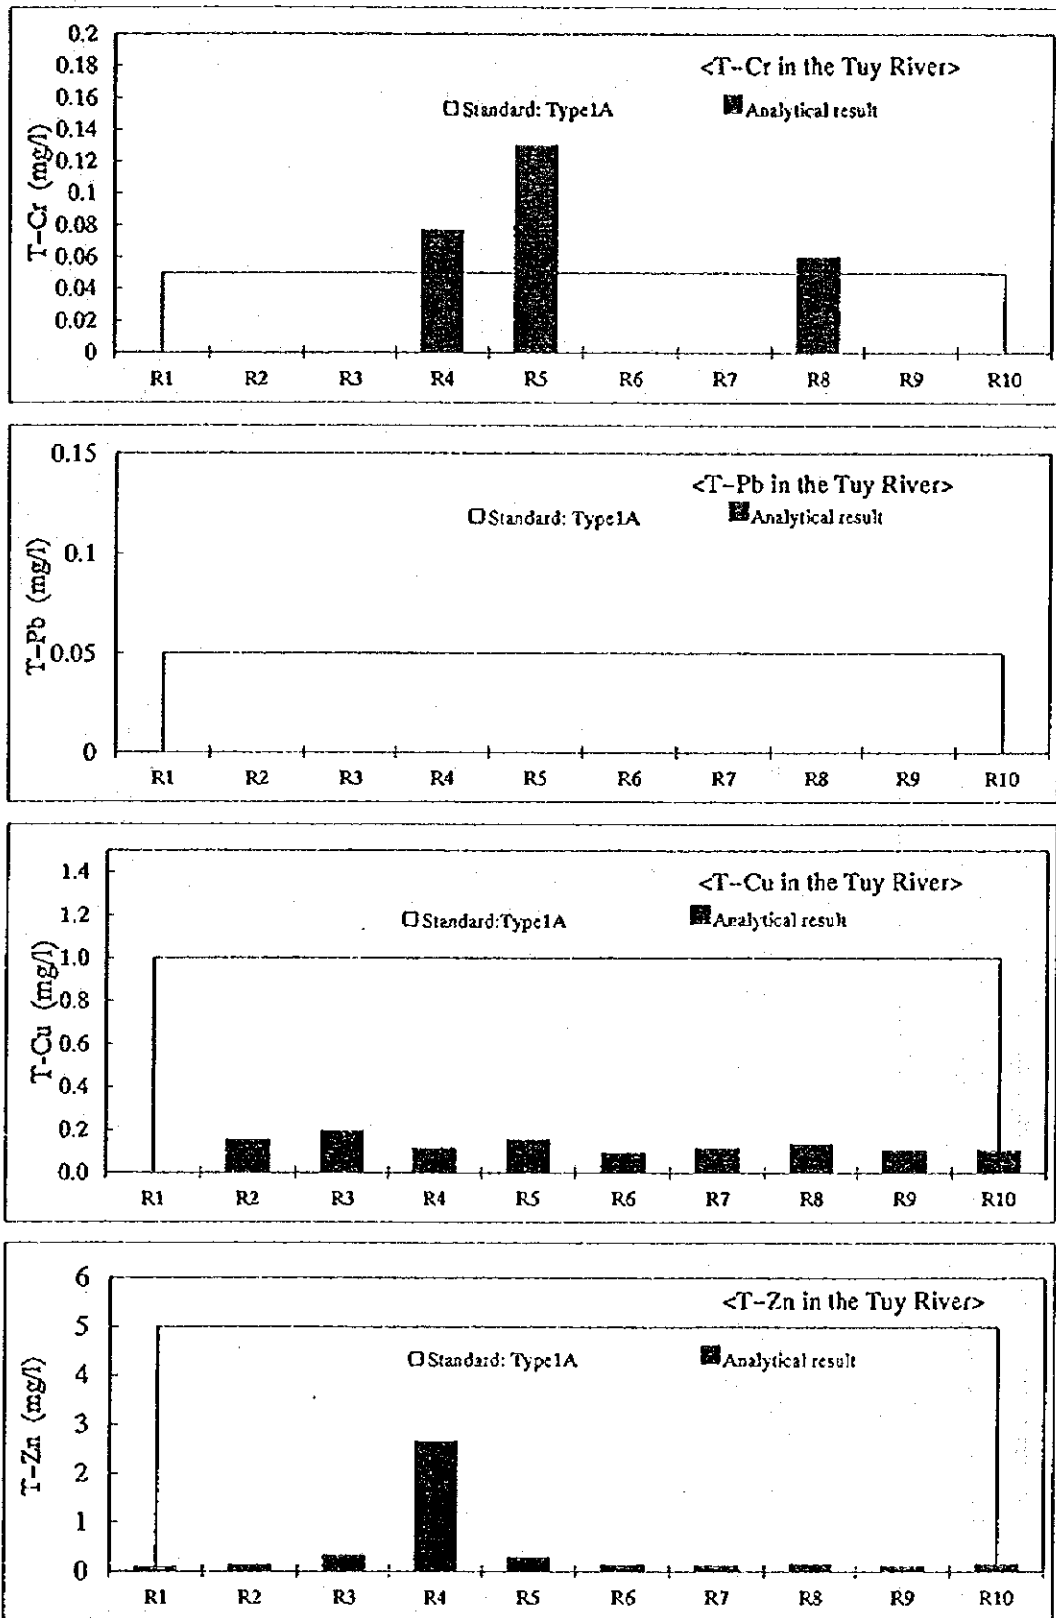 <T-Cr in the Tuy River>
Standard: Type1A
Analytical result
T-Cr (mg/l)
0.2
0.18
0.16
0.14
0.12
0.1
0.08
0.06
0.04
0.02
0
R1 R2 R3 R4 R5 R6 R7 R8 R9 R10
<T-Pb in the Tuy River>
Standard: Type1A
Analytical result
T-Pb (mg/l)
0.15
0.1
0.05
0
R1 R2 R3 R4 R5 R6 R7 R8 R9 R10
<T-Cu in the Tuy River>
Standard:Type1A
Analytical result
T-Cu (mg/l)
1.4
1.2
1.0
0.8
0.6
0.4
0.2
0.0
R1 R2 R3 R4 R5 R6 R7 R8 R9 R10
<T-Zn in the Tuy River>
Standard: Type1A
Analytical result
T-Zn (mg/l)
6
5
4
3
2
1
0
R1 R2 R3 R4 R5 R6 R7 R8 R9 R10